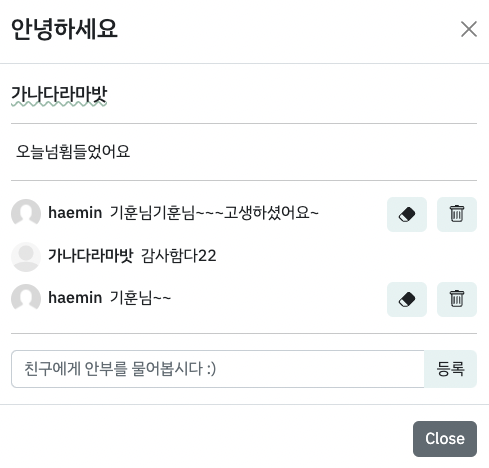 안녕하세요
가나다라마밧
오늘넘휨들었어요
haemin 기훈님기훈님~~~고생하셨어요~
가나다라마밧 감사함다22
haemin 기훈님~~
친구에게 안부를 물어봅시다 :) 등록
Close